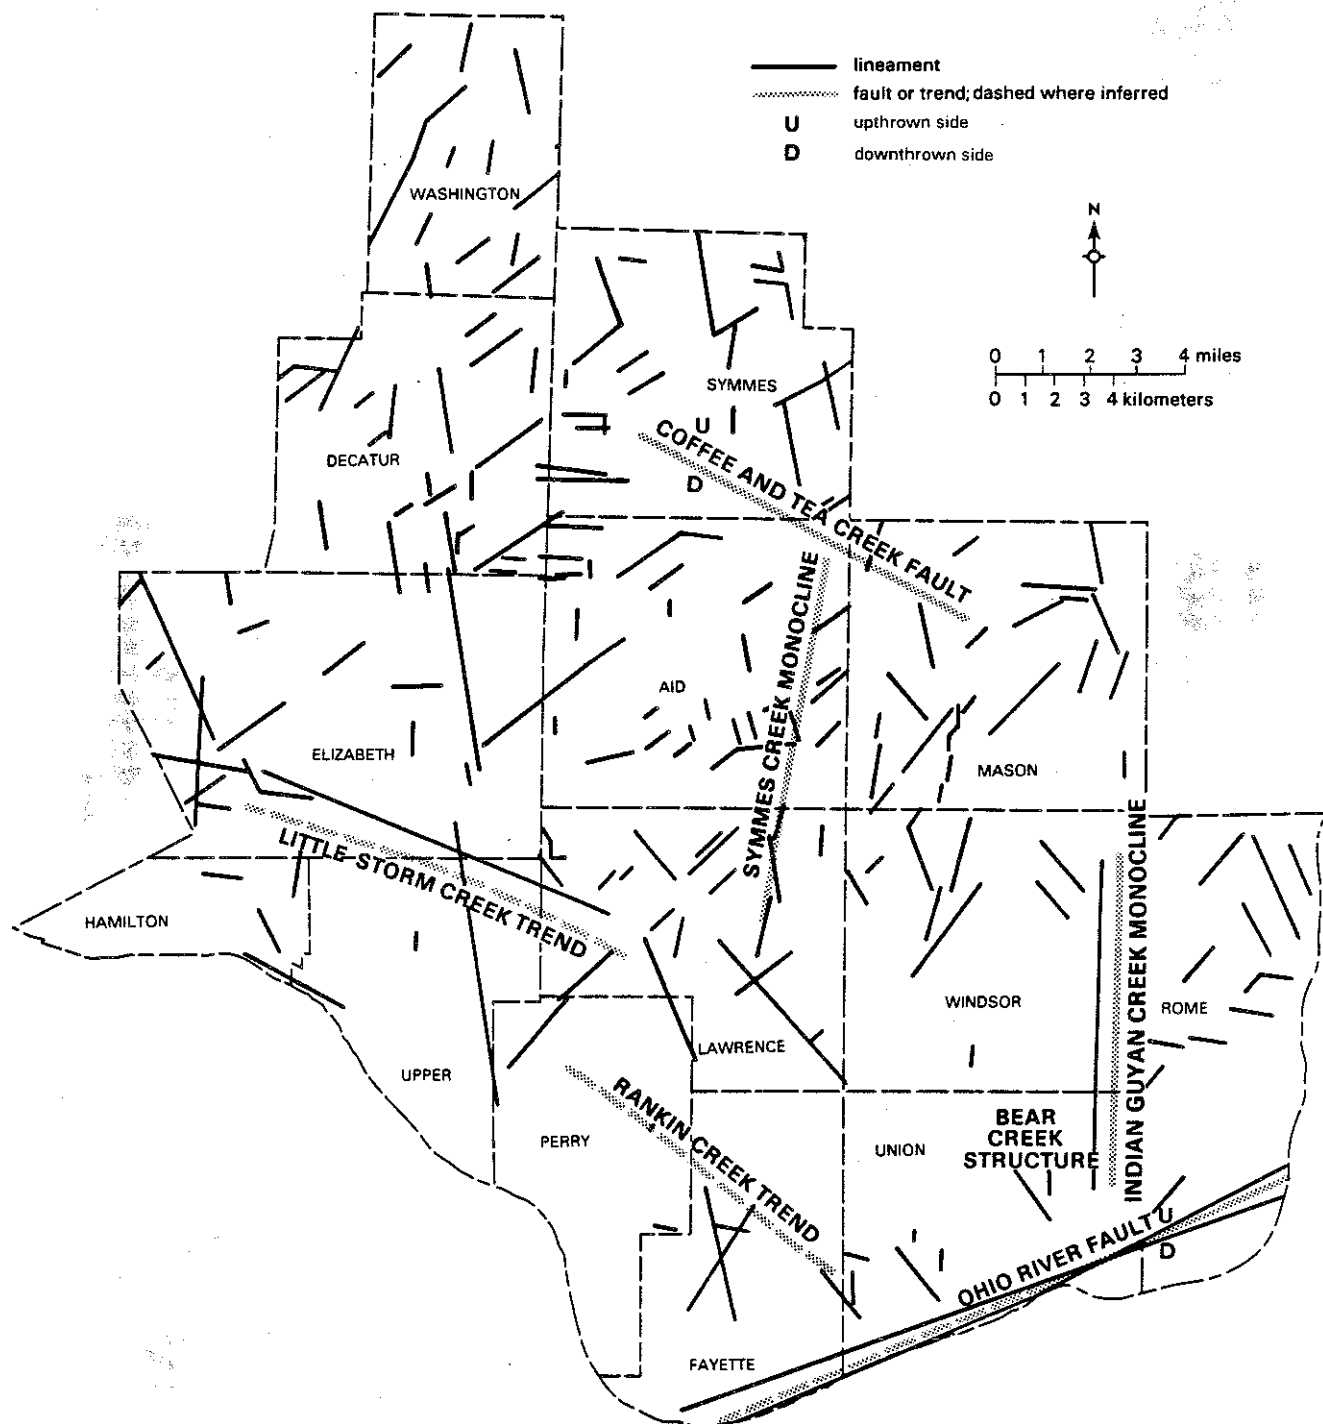 lineament
fault or trend; dashed where inferred
U upthrown side
D downthrown side
N
0 1 2 3 4 miles
0 1 2 3 4 kilometers
WASHINGTON
SYMMES
DECATUR
U
COFFEE AND TEA CREEK FAULT
D
AID
SYMMES CREEK MONOCLINE
ELIZABETH
MASON
LITTLE STORM CREEK TREND
HAMILTON
INDIAN GUYAN CREEK MONOCLINE
WINDSOR
ROME
LAWRENCE
UPPER
RANKIN CREEK TREND
PERRY
UNION
BEAR
CREEK
STRUCTURE
OHIO RIVER FAULT
U
D
FAYETTE